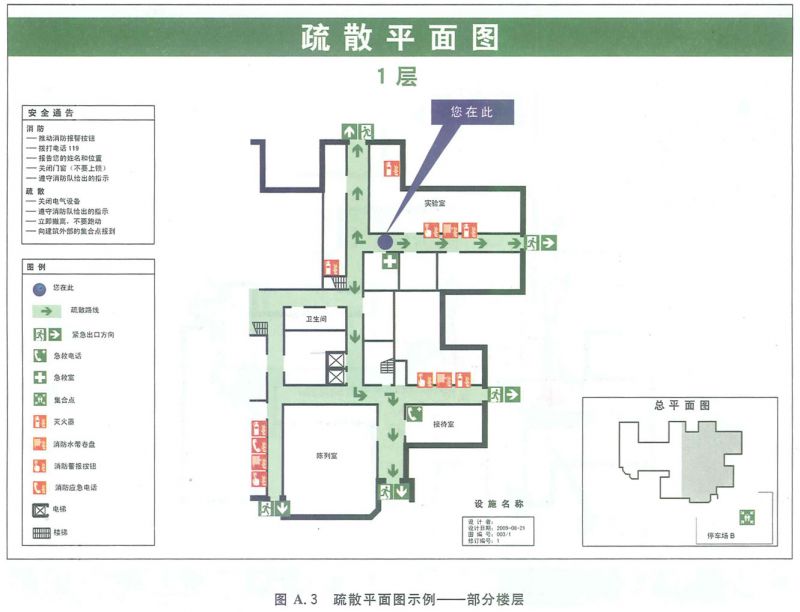 疏散平面图
1层
您在此
安全通告
消防
—推动消防报警按钮
—拨打电话 119
—报告您的姓名和位置
—关闭门窗（不要上锁）
—遵守消防队给出的指示
疏散
—关闭电气设备
—遵守消防队给出的指示
—立即撤离，不要跑动
—向建筑外部的集合点报到
实验室
图例
您在此
疏散路线
紧急出口方向
急救电话
急救室
集合点
灭火器
消防水带卷盘
消防警报按钮
消防应急电话
电梯
楼梯
卫生间
接待室
陈列室
总平面图
停车场 B
设施名称
设计者：
设计日期：2009-06-21
图编号：003/1
修订编号：1
图 A.3 疏散平面图示例——部分楼层